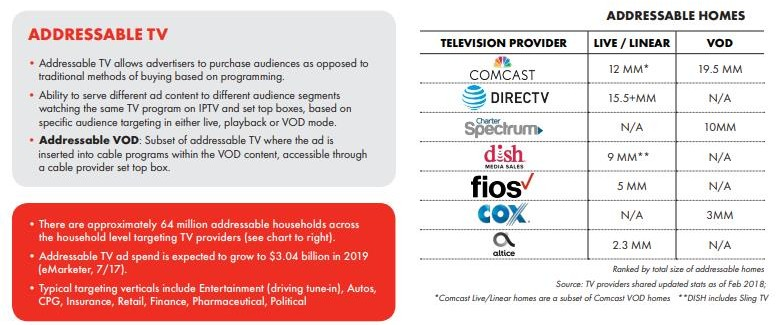 ADDRESSABLE TV
• Addressable TV allows advertisers to purchase audiences as opposed to
traditional methods of buying based on programming.
• Ability to serve different ad content to different audience segments
watching the same TV program on IPTV and set top boxes, based on
specific audience targeting in either live, playback or VOD mode.
• Addressable VOD: Subset of addressable TV where the ad is
inserted into cable programs within the VOD content, accessible through
a cable provider set top box.
• There are approximately 64 million addressable households across
the household level targeting TV providers (see chart to right).
• Addressable TV ad spend is expected to grow to $3.04 billion in 2019
(eMarketer, 7/17).
• Typical targeting verticals include Entertainment (driving tune-in), Autos,
CPG, Insurance, Retail, Finance, Pharmaceutical, Political
ADDRESSABLE HOMES
TELEVISION PROVIDER LIVE / LINEAR VOD
COMCAST 12 MM* 19.5 MM
DIRECTV 15.5+MM N/A
Charter
Spectrum N/A 10MM
dish
MEDIA SALES 9 MM** N/A
fios 5 MM N/A
COX N/A 3MM
altice 2.3 MM N/A
Ranked by total size of addressable homes
Source: TV providers shared updated stats as of Feb 2018;
*Comcast Live/Linear homes are a subset of Comcast VOD homes **DISH includes Sling TV